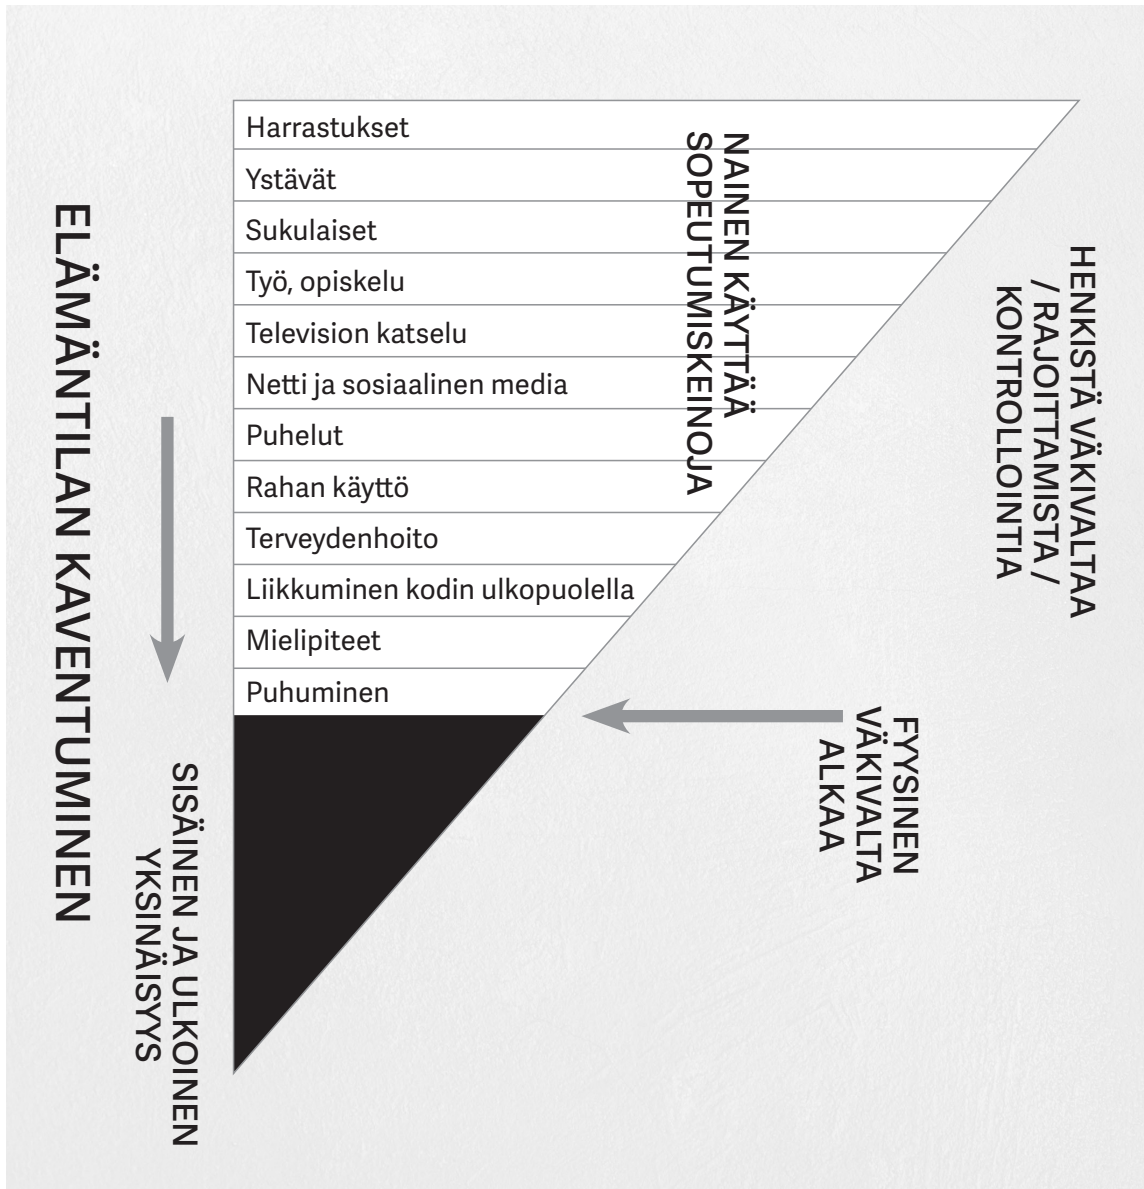 ELÄMÄNTILAN KAVENTUMINEN
Harrastukset
Ystävät
Sukulaiset
Työ, opiskelu
Television katselu
Netti ja sosiaalinen media
Puhelut
Rahan käyttö
Terveydenhoito
Liikkuminen kodin ulkopuolella
Mielipiteet
Puhuminen
NAINEN KÄYTTÄÄ
SOPEUTUMISKEINOJA
HENKISTÄ VÄKIVALTAA
/ RAJOITTAMISTA /
KONTROLLOINTIA
FYYSINEN
VÄKIVALTA
ALKAA
SISÄINEN JA ULKOINEN
YKSINÄISYYS